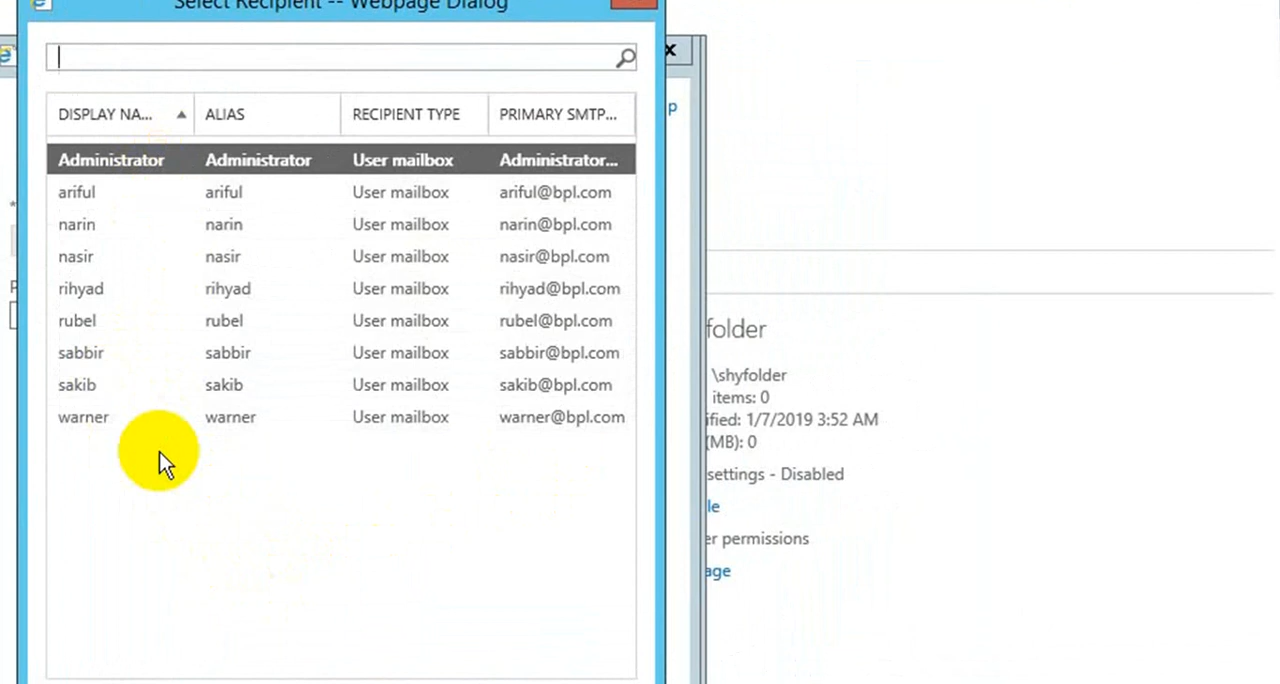 Select Recipient -- Webpage Dialog
x
DISPLAY NA... ALIAS RECIPIENT TYPE PRIMARY SMTP...
Administrator Administrator User mailbox Administrator...
ariful ariful User mailbox ariful@bpl.com
narin narin User mailbox narin@bpl.com
nasir nasir User mailbox nasir@bpl.com
rihyad rihyad User mailbox rihyad@bpl.com
rubel rubel User mailbox rubel@bpl.com
sabbir sabbir User mailbox sabbir@bpl.com
sakib sakib User mailbox sakib@bpl.com
warner warner User mailbox warner@bpl.com
p
*
P
folder
\shyfolder
items: 0
ified: 1/7/2019 3:52 AM
(MB): 0
settings - Disabled
le
er permissions
age